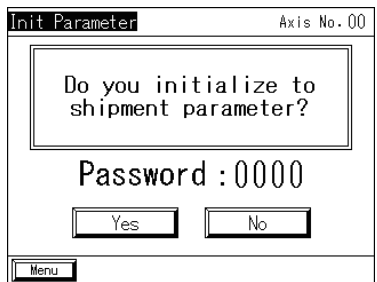 Init Parameter Axis No.00
Do you initialize to
shipment parameter?
Password:0000
Yes No
Menu